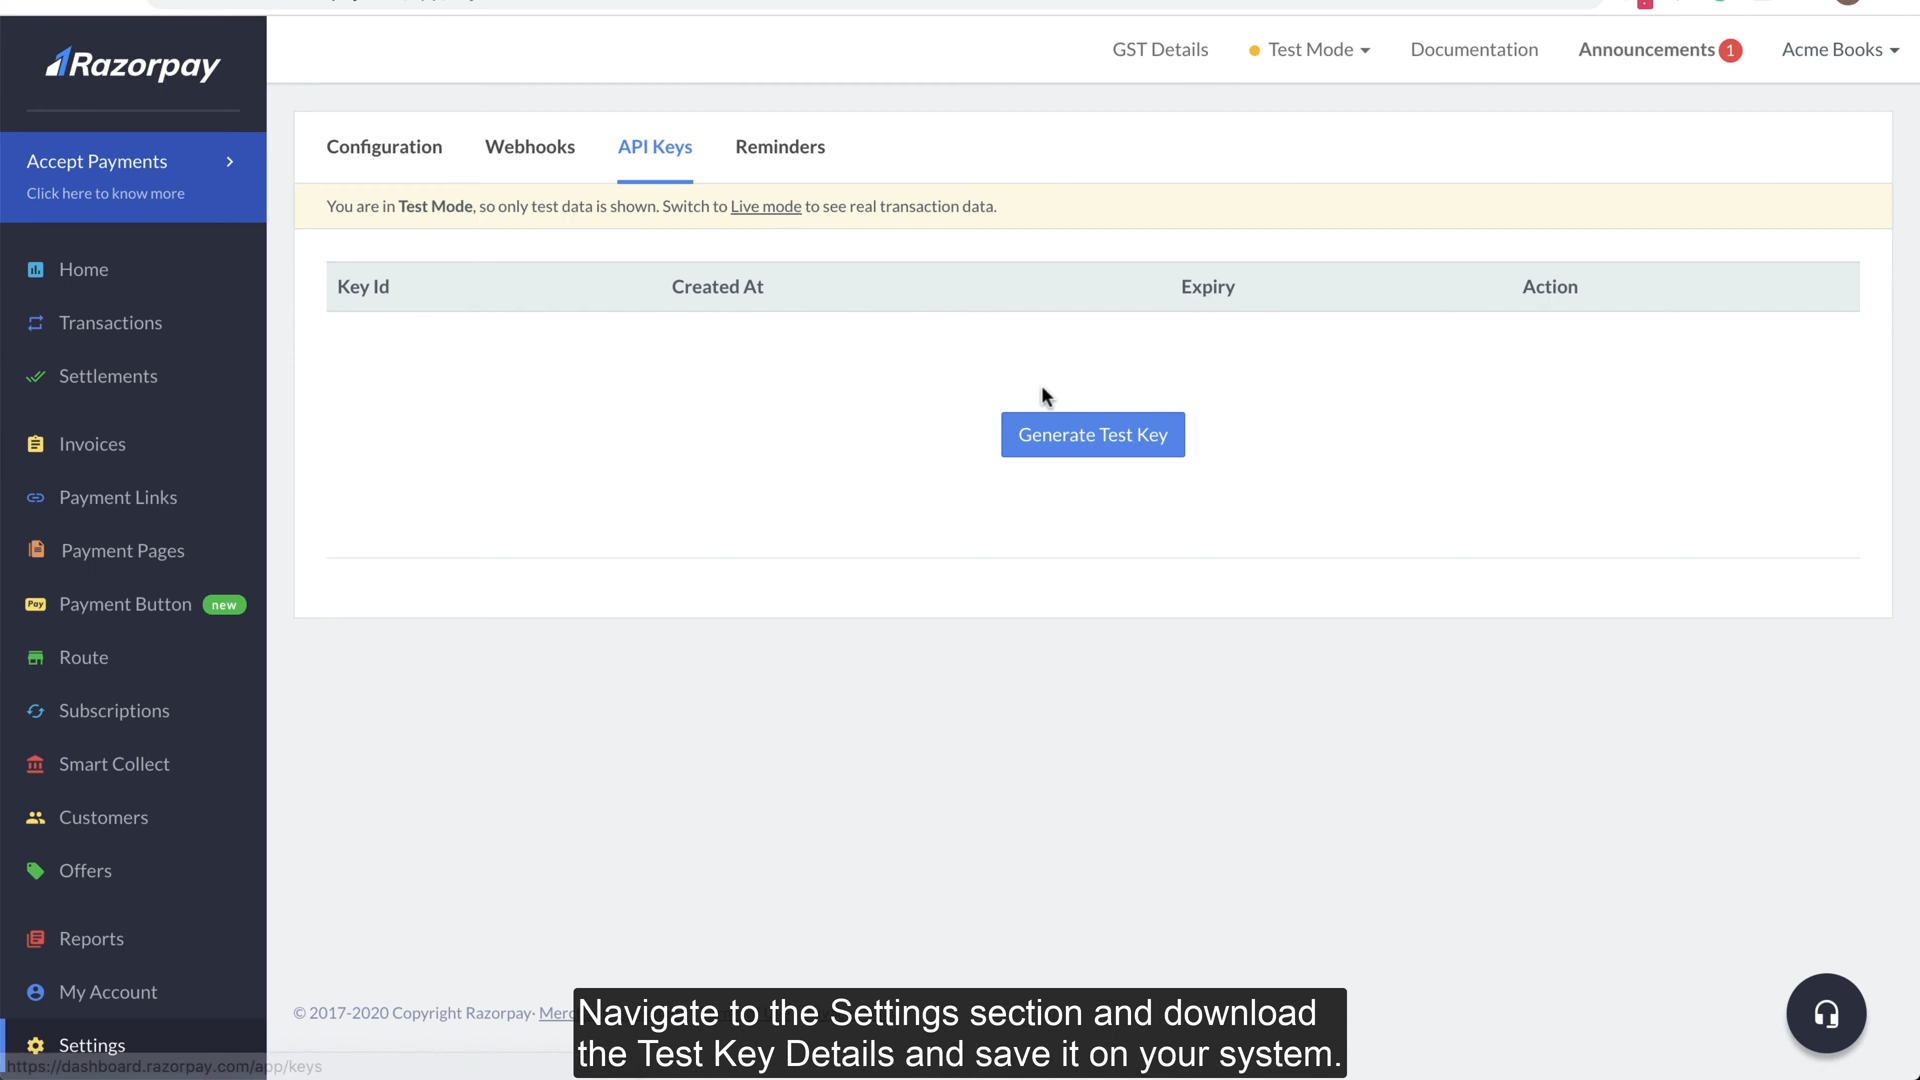 Razorpay
GST Details
Test Mode
Documentation
Announcements 1
Acme Books
Accept Payments
Click here to know more
Home
Transactions
Settlements
Invoices
Payment Links
Payment Pages
Pay Payment Button new
Route
Subscriptions
Smart Collect
Customers
Offers
Reports
My Account
Settings
https://dashboard.razorpay.com/app/keys
Configuration Webhooks API Keys Reminders
You are in Test Mode, so only test data is shown. Switch to Live mode to see real transaction data.
Key Id Created At Expiry Action
Generate Test Key
© 2017-2020 Copyright Razorpay·
Navigate to the Settings section and download
the Test Key Details and save it on your system.